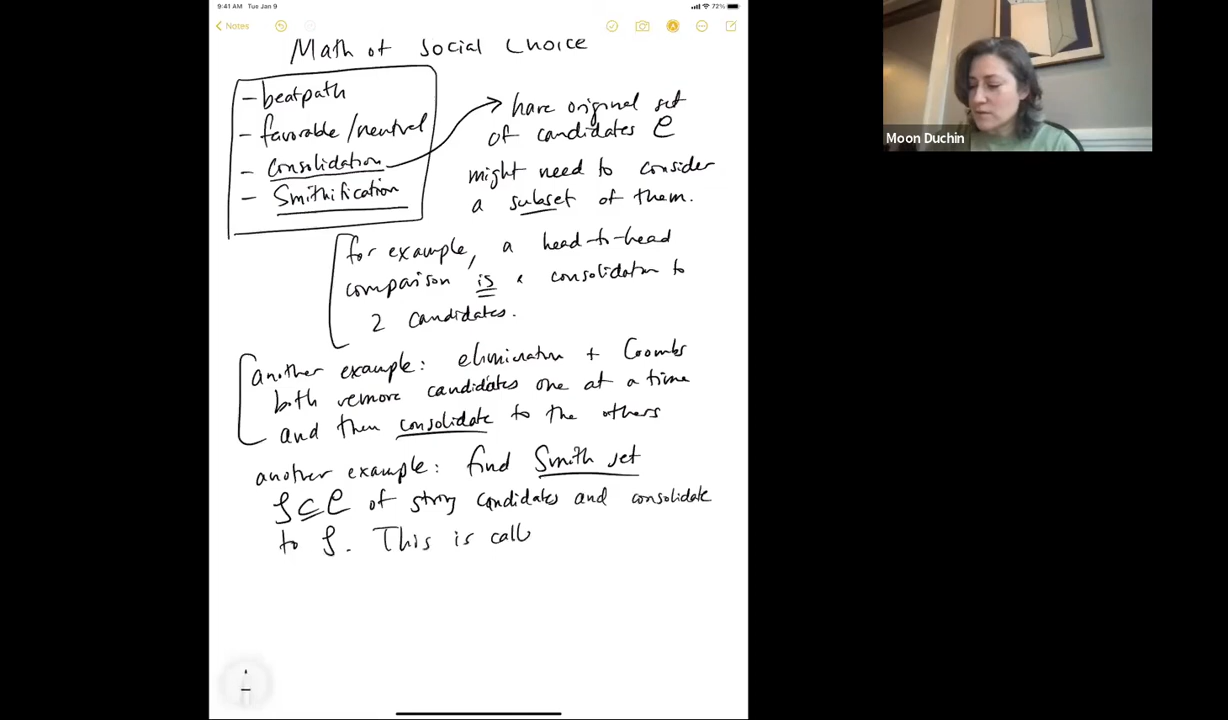 9:41 AM Tue Jan 9
72%
Notes
Math of Social Choice
- beatpath
- favorable/neutral
- Consolidation
- Smithification
have original set
of candidates C
might need to consider
a subset of them.
for example, a head-to-head
comparison is a consolidation to
2 candidates.
another example: elimination + Coombs
both remove candidates one at a time
and then consolidate to the others
another example: find Smith set
S ⊆ C of strong candidates and consolidate
to S. This is call
Moon Duchin